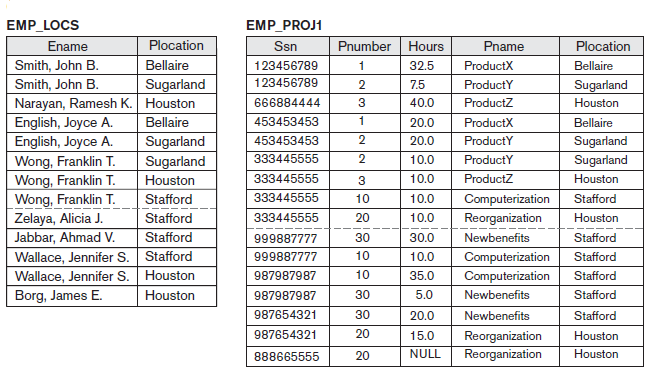 EMP_LOCS
Ename Plocation
Smith, John B. Bellaire
Smith, John B. Sugarland
Narayan, Ramesh K. Houston
English, Joyce A. Bellaire
English, Joyce A. Sugarland
Wong, Franklin T. Sugarland
Wong, Franklin T. Houston
Wong, Franklin T. Stafford
Zelaya, Alicia J. Stafford
Jabbar, Ahmad V. Stafford
Wallace, Jennifer S. Stafford
Wallace, Jennifer S. Houston
Borg, James E. Houston
EMP_PROJ1
Ssn Pnumber Hours Pname Plocation
123456789 1 32.5 ProductX Bellaire
123456789 2 7.5 ProductY Sugarland
666884444 3 40.0 ProductZ Houston
453453453 1 20.0 ProductX Bellaire
453453453 2 20.0 ProductY Sugarland
333445555 2 10.0 ProductY Sugarland
333445555 3 10.0 ProductZ Houston
333445555 10 10.0 Computerization Stafford
333445555 20 10.0 Reorganization Houston
999887777 30 30.0 Newbenefits Stafford
999887777 10 10.0 Computerization Stafford
987987987 10 35.0 Computerization Stafford
987987987 30 5.0 Newbenefits Stafford
987654321 30 20.0 Newbenefits Stafford
987654321 20 15.0 Reorganization Houston
888665555 20 NULL Reorganization Houston